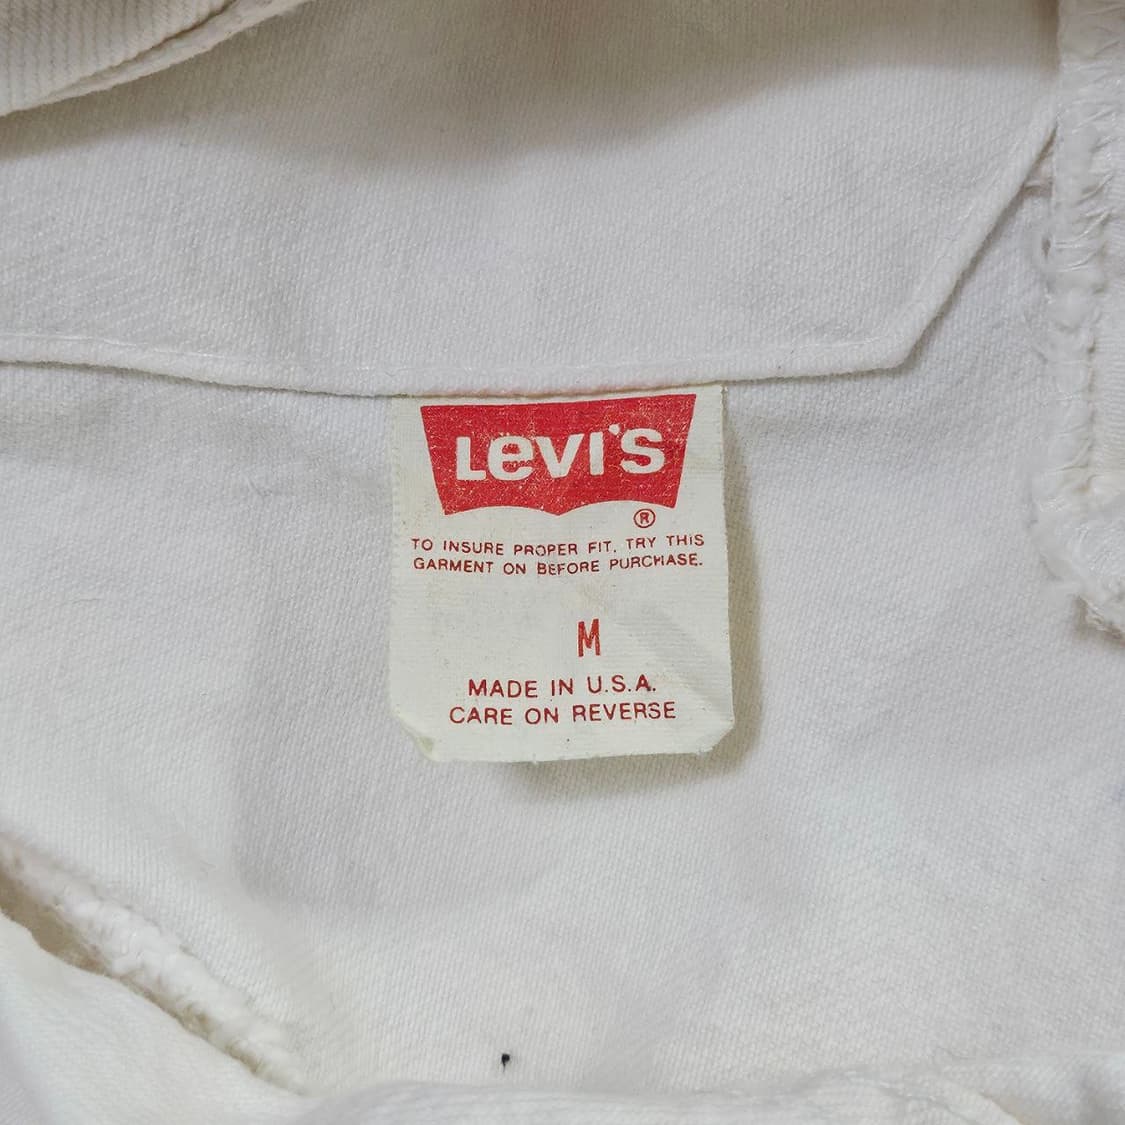 Levi's
®
TO INSURE PROPER FIT, TRY THIS
GARMENT ON BEFORE PURCHASE.
M
MADE IN U.S.A.
CARE ON REVERSE